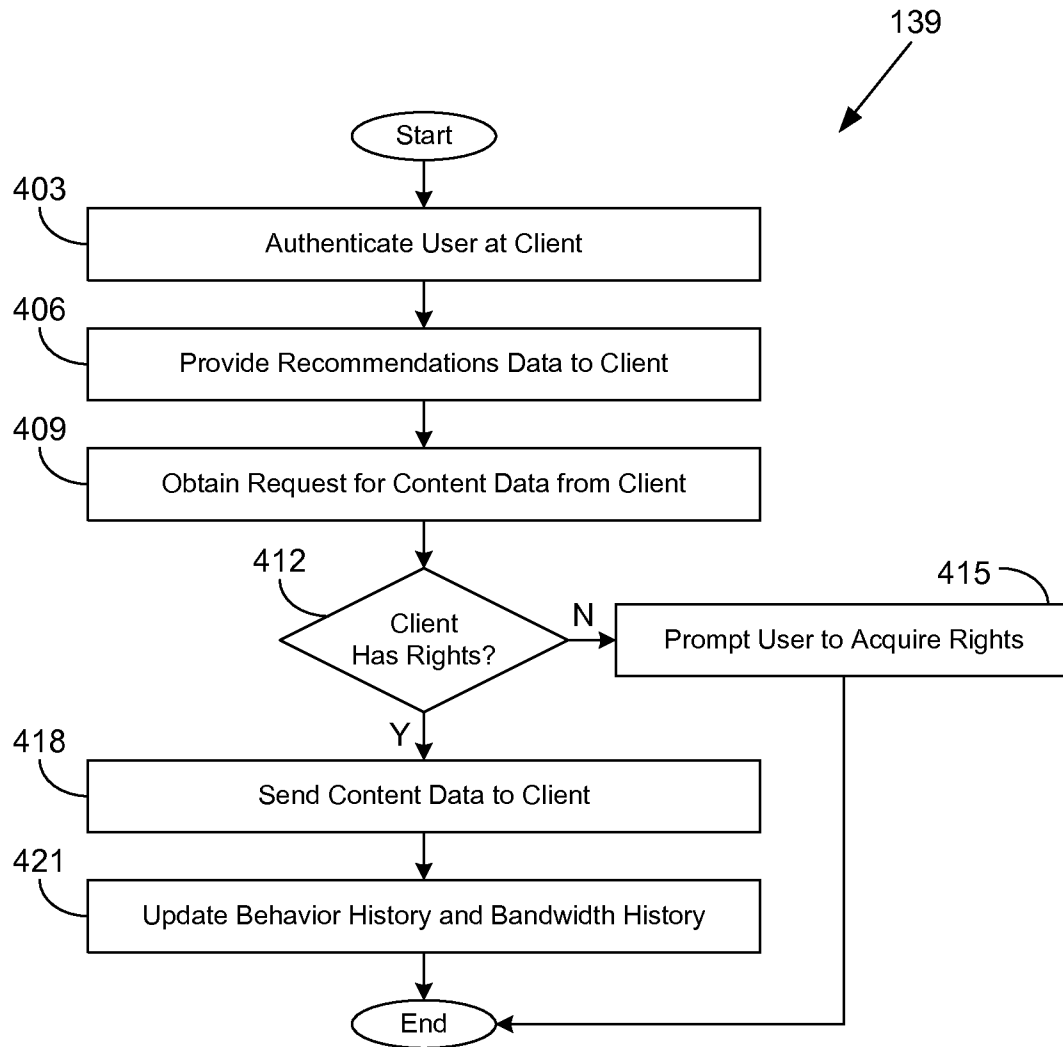 139
Start
403
Authenticate User at Client
406
Provide Recommendations Data to Client
409
Obtain Request for Content Data from Client
412
Client
Has Rights?
N
415
Prompt User to Acquire Rights
Y
418
Send Content Data to Client
421
Update Behavior History and Bandwidth History
End